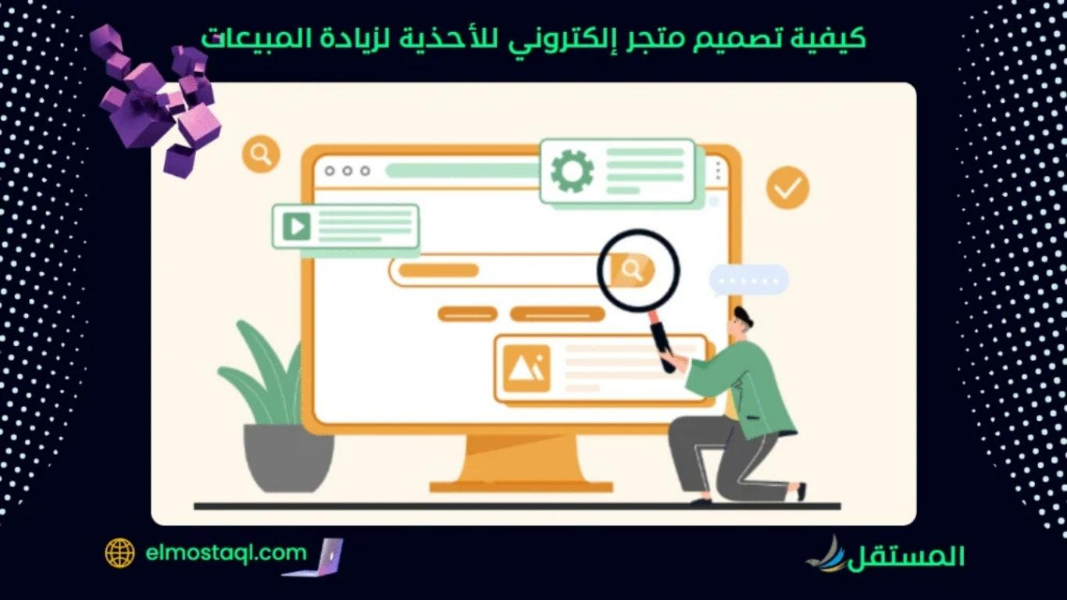 كيفية تصميم متجر إلكتروني للأحذية لزيادة المبيعات
elmostaql.com
المستقل